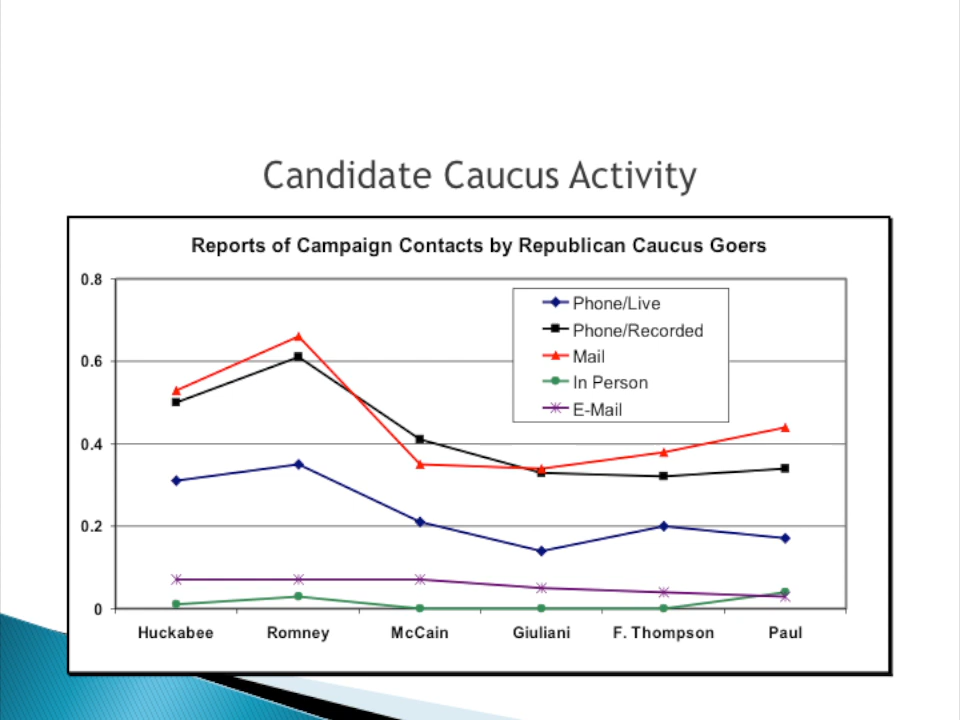 Candidate Caucus Activity
Reports of Campaign Contacts by Republican Caucus Goers
0.8
0.6
0.4
0.2
0
Phone/Live
Phone/Recorded
Mail
In Person
E-Mail
Huckabee Romney McCain Giuliani F. Thompson Paul